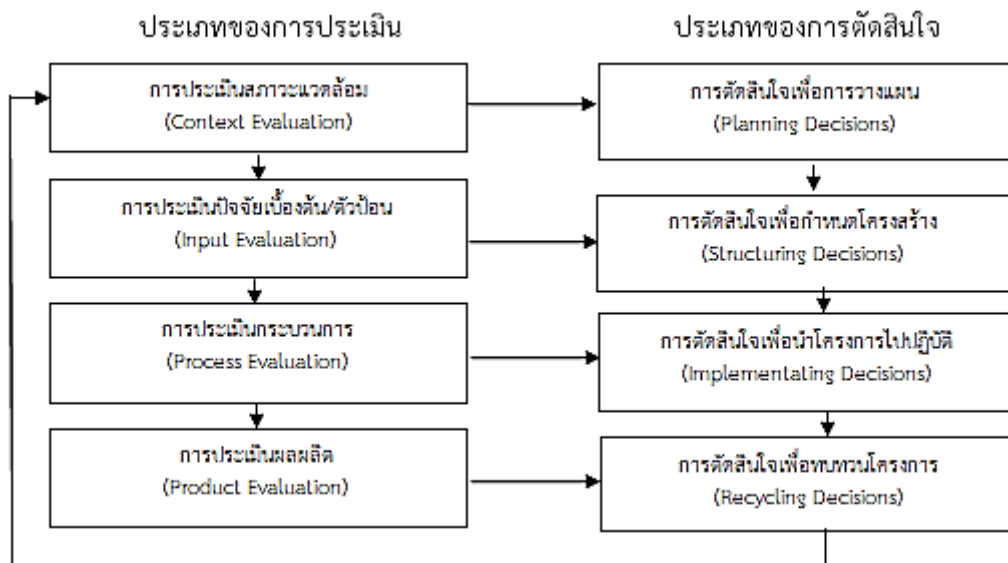 ประเภทของการประเมิน
ประเภทของการตัดสินใจ
การประเมินสภาวะแวดล้อม
(Context Evaluation)
การตัดสินใจเพื่อการวางแผน
(Planning Decisions)
การประเมินปัจจัยเบื้องต้น/ตัวป้อน
(Input Evaluation)
การตัดสินใจเพื่อกำหนดโครงสร้าง
(Structuring Decisions)
การประเมินกระบวนการ
(Process Evaluation)
การตัดสินใจเพื่อนำโครงการไปปฏิบัติ
(Implementating Decisions)
การประเมินผลผลิต
(Product Evaluation)
การตัดสินใจเพื่อทบทวนโครงการ
(Recycling Decisions)